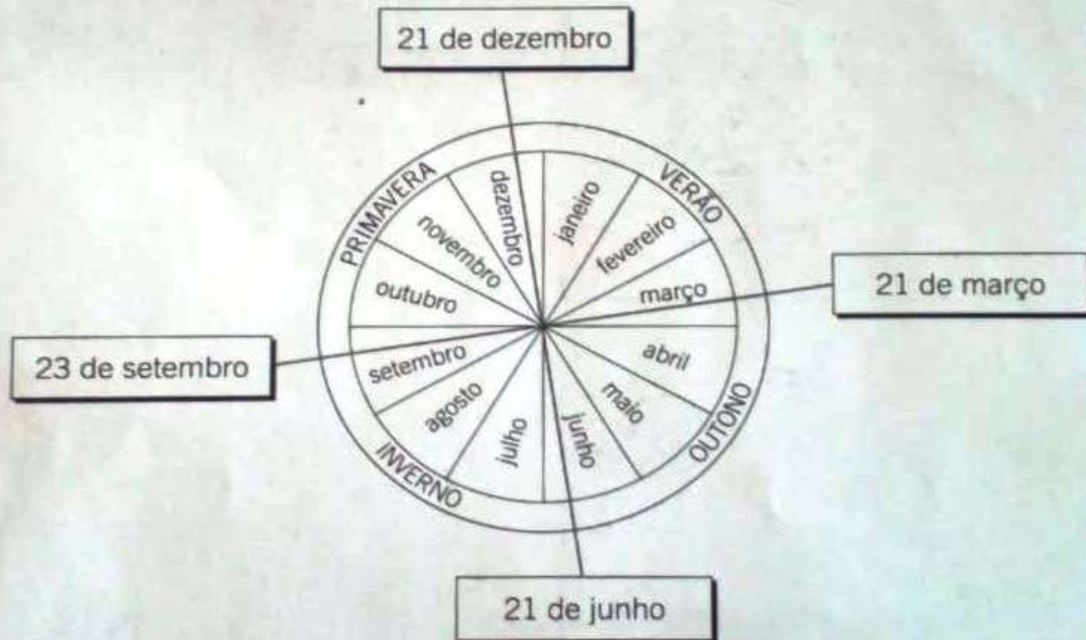 21 de dezembro
PRIMAVERA
VERÃO
dezembro
janeiro
novembro
fevereiro
outubro
março
21 de março
23 de setembro
setembro
abril
agosto
maio
julho
junho
INVERNO
OUTONO
21 de junho